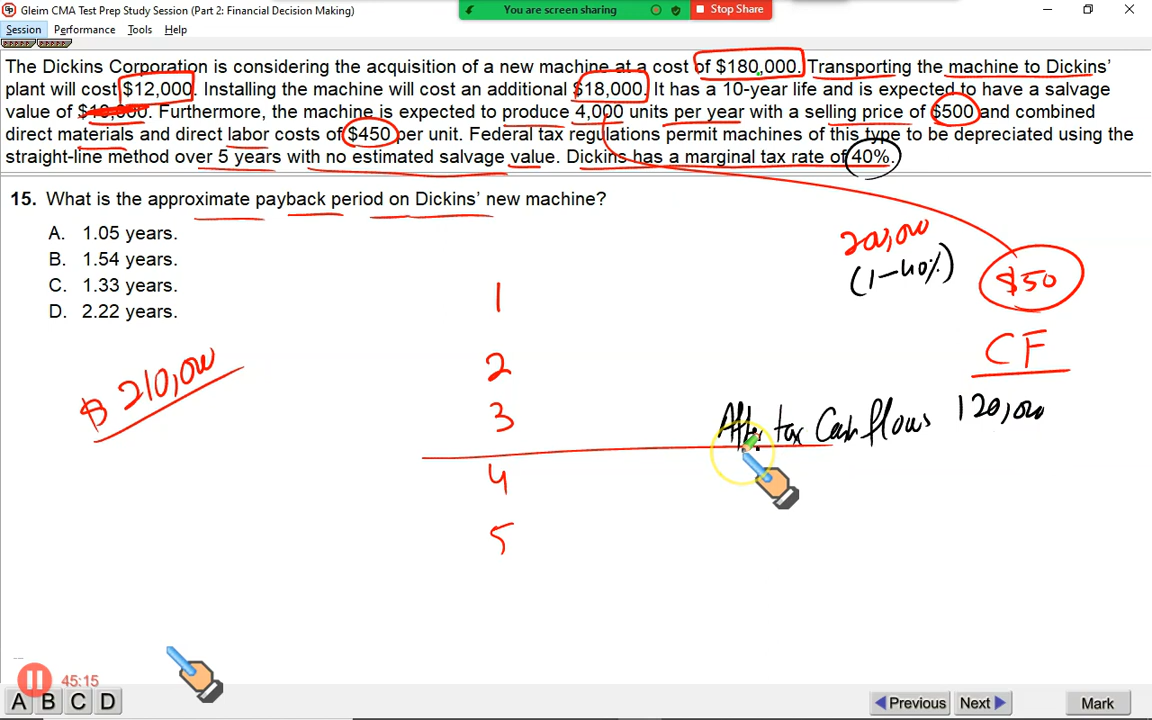 Gleim CMA Test Prep Study Session (Part 2: Financial Decision Making)
You are screen sharing
Stop Share
Session Performance Tools Help
The Dickins Corporation is considering the acquisition of a new machine at a cost of $180,000. Transporting the machine to Dickins'
plant will cost $12,000. Installing the machine will cost an additional $18,000. It has a 10-year life and is expected to have a salvage
value of $10,000. Furthermore, the machine is expected to produce 4,000 units per year with a selling price of $500 and combined
direct materials and direct labor costs of $450 per unit. Federal tax regulations permit machines of this type to be depreciated using the
straight-line method over 5 years with no estimated salvage value. Dickins has a marginal tax rate of 40%.
15. What is the approximate payback period on Dickins' new machine?
A. 1.05 years.
B. 1.54 years.
C. 1.33 years.
D. 2.22 years.
200,000
(1-40%)
$50
1
CF
2
$210,000
3
After tax Cash flows 120,000
4
5
45:15
A B C D
Previous Next Mark